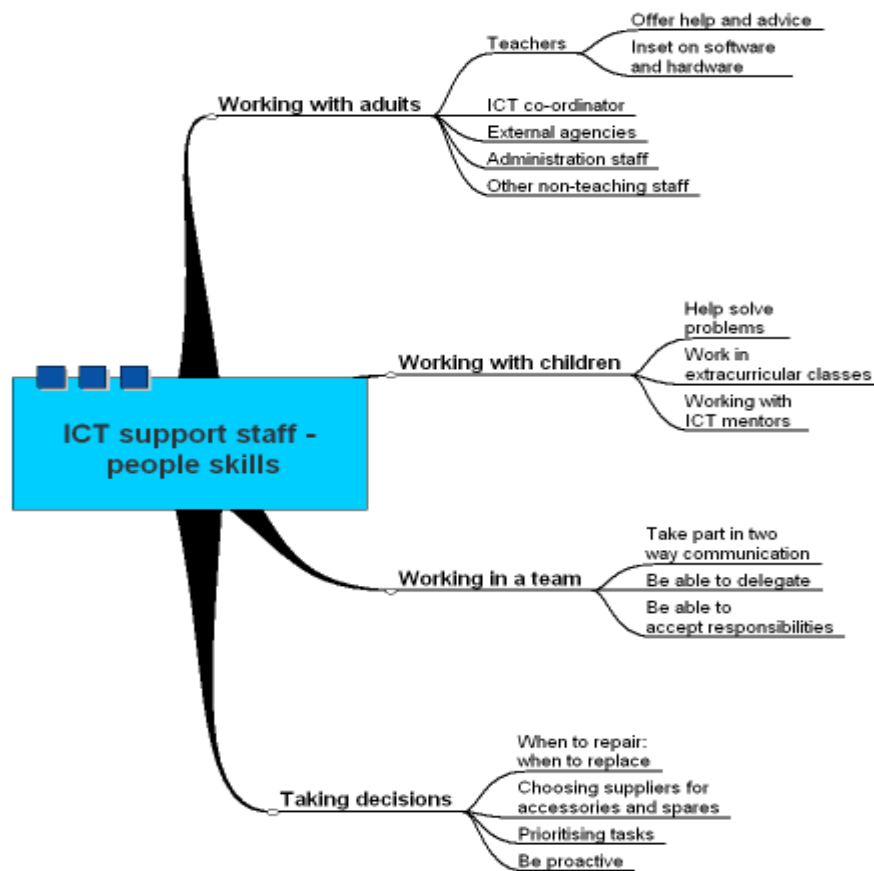 Offer help and advice
Teachers
Inset on software
and hardware
Working with aduits
ICT co-ordinator
External agencies
Administration staff
Other non-teaching staff
Help solve
problems
Working with children
Work in
extracurricular classes
Working with
ICT mentors
ICT support staff -
people skills
Take part in two
way communication
Working in a team
Be able to delegate
Be able to
accept responsibilities
When to repair:
when to replace
Taking decisions
Choosing suppliers for
accessories and spares
Prioritising tasks
Be proactive